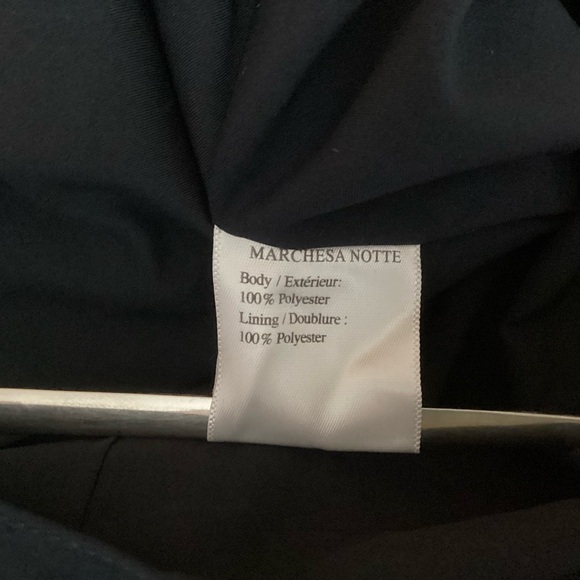 MARCHESA NOTTE
Body / Extérieur:
100% Polyester
Lining / Doublure :
100% Polyester